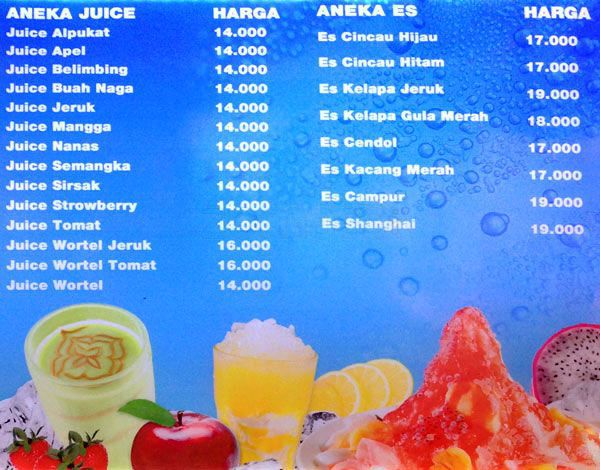 ANEKA JUICE HARGA
Juice Alpukat 14.000
Juice Apel 14.000
Juice Belimbing 14.000
Juice Buah Naga 14.000
Juice Jeruk 14.000
Juice Mangga 14.000
Juice Nanas 14.000
Juice Semangka 14.000
Juice Sirsak 14.000
Juice Strowberry 14.000
Juice Tomat 14.000
Juice Wortel Jeruk 16.000
Juice Wortel Tomat 16.000
Juice Wortel 14.000
ANEKA ES HARGA
Es Cincau Hijau 17.000
Es Cincau Hitam 17.000
Es Kelapa Jeruk 19.000
Es Kelapa Gula Merah 18.000
Es Cendol 17.000
Es Kacang Merah 17.000
Es Campur 19.000
Es Shanghai 19.000